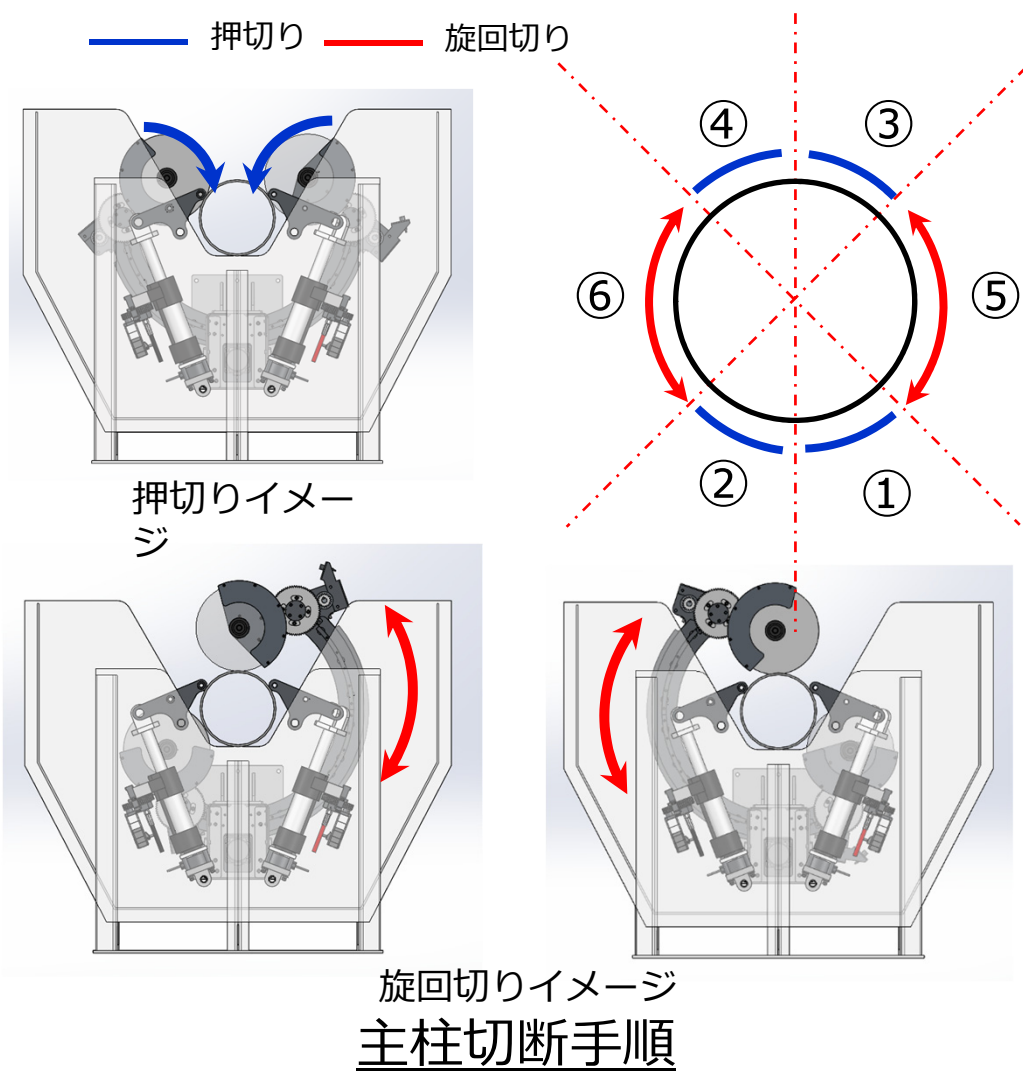 押切り 旋回切り
④ ③
⑥ ⑤
② ①
押切りイメー
ジ
旋回切りイメージ
主柱切断手順